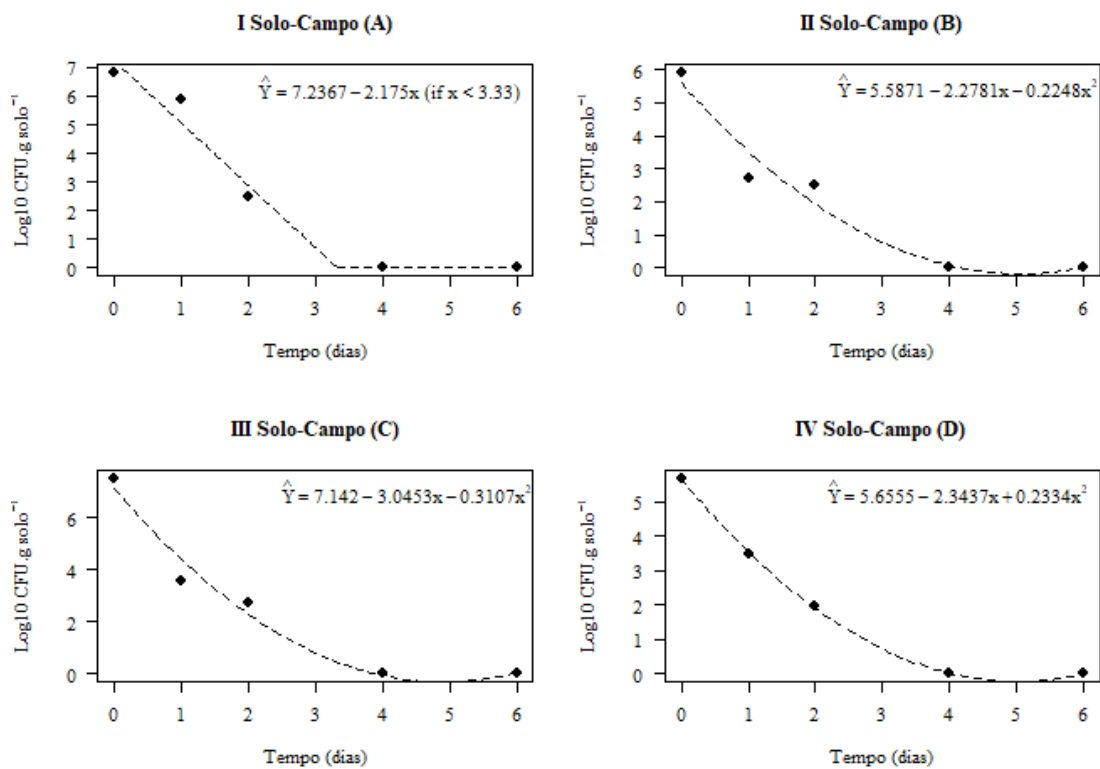 I Solo-Campo (A)
Ŷ = 7.2367 − 2.175x (if x < 3.33)
Log10 CFU.g solo⁻¹
7
6
5
4
3
2
1
0
0 1 2 3 4 5 6
Tempo (dias)
II Solo-Campo (B)
Ŷ = 5.5871 − 2.2781x − 0.2248x²
Log10 CFU.g solo⁻¹
6
5
4
3
2
1
0
0 1 2 3 4 5 6
Tempo (dias)
III Solo-Campo (C)
Ŷ = 7.142 − 3.0453x − 0.3107x²
Log10 CFU.g solo⁻¹
6
4
2
0
0 1 2 3 4 5 6
Tempo (dias)
IV Solo-Campo (D)
Ŷ = 5.6555 − 2.3437x + 0.2334x²
Log10 CFU.g solo⁻¹
5
4
3
2
1
0
0 1 2 3 4 5 6
Tempo (dias)